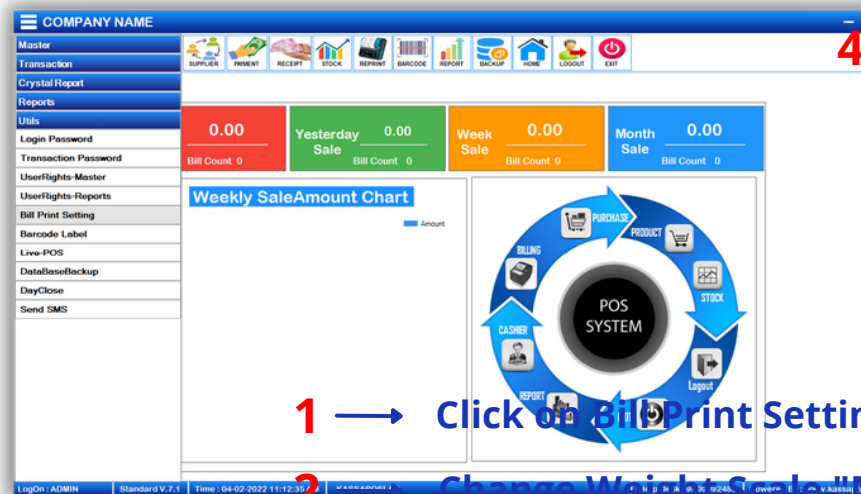 COMPANY NAME
4
Master
Transaction
Crystal Report
Reports
Utils
Login Password
Transaction Password
UserRights-Master
UserRights-Reports
Bill Print Setting
Barcode Label
Live-POS
DataBaseBackup
DayClose
Send SMS
SUPPLIER PAYMENT RECEIPT STOCK REPRINT BARCODE REPORT BACKUP HOME LOGOUT EXIT
0.00
Bill Count 0
Yesterday Sale 0.00
Bill Count 0
Week Sale 0.00
Bill Count 0
Month Sale 0.00
Bill Count 0
Weekly SaleAmount Chart
Amount
PURCHASE
PRODUCT
STOCK
Logout
REPORT
CASHIER
BILLING
POS
SYSTEM
1 Click on Bill Print Settin
2 Change Weight Scale
LogOn : ADMIN Standard V.7.1 Time : 04-02-2022 11:12:35